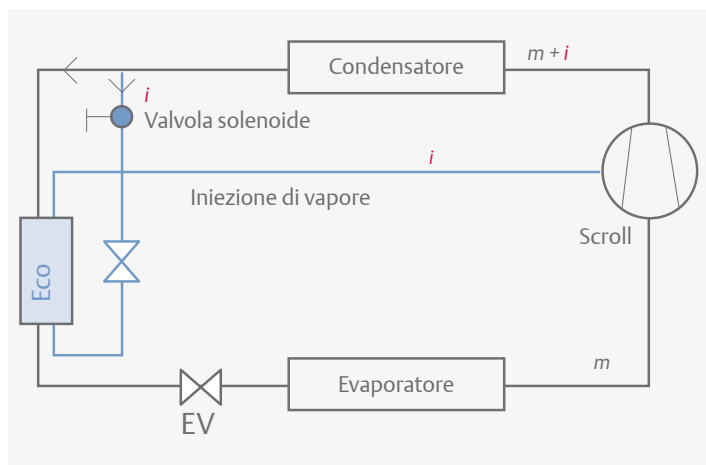 m + i
Condensatore
i
Valvola solenoide
i
Iniezione di vapore
Scroll
Eco
m
Evaporatore
EV